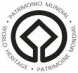 PATRIMONIO MUNDIAL
WORLD HERITAGE
PATRIMOINE MONDIAL